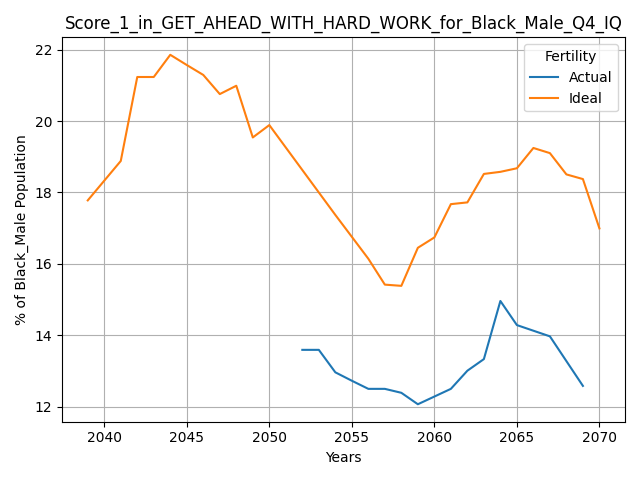 Score_1_in_GET_AHEAD_WITH_HARD_WORK_for_Black_Male_Q4_IQ
Fertility
Actual
Ideal
% of Black_Male Population
22
20
18
16
14
12
2040
2045
2050
2055
2060
2065
2070
Years